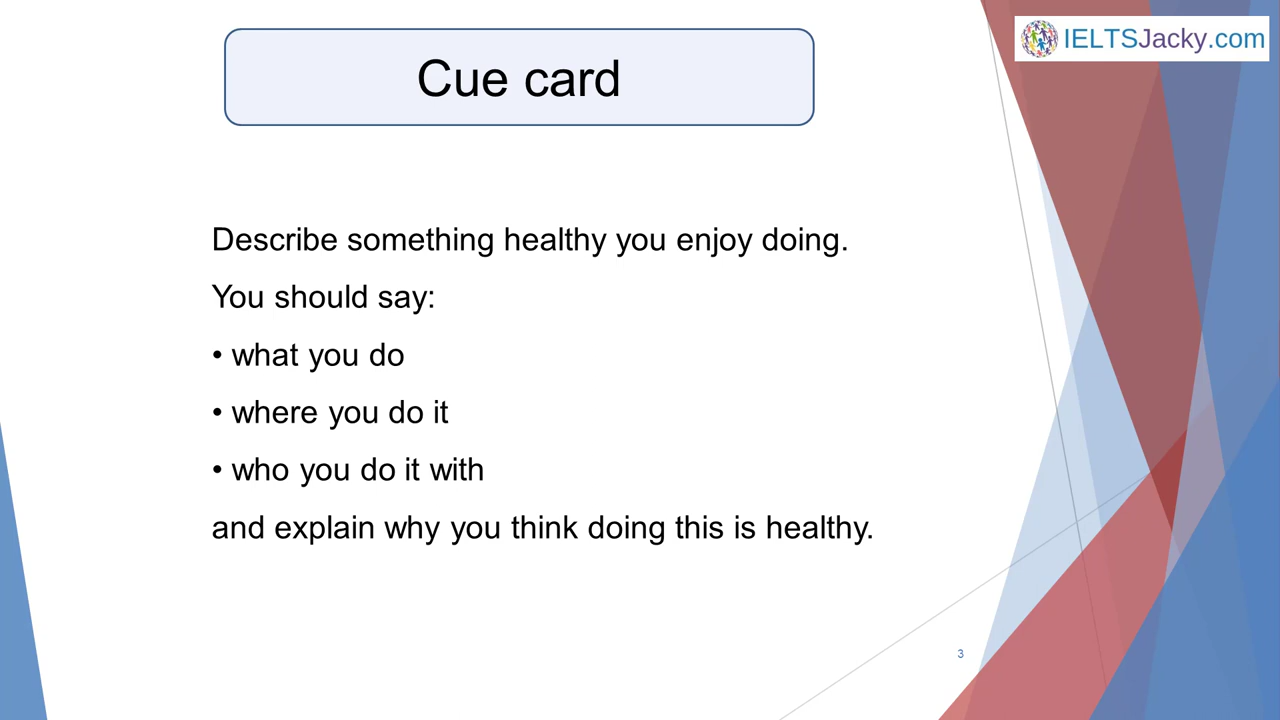 Cue card
IELTSJacky.com
Describe something healthy you enjoy doing.
You should say:
• what you do
• where you do it
• who you do it with
and explain why you think doing this is healthy.
3